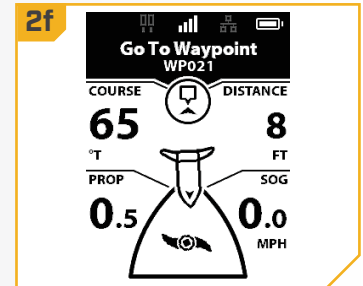 2f
Go To Waypoint
WP021
COURSE DISTANCE
65 8
°T FT
PROP SOG
0.5 0.0
MPH